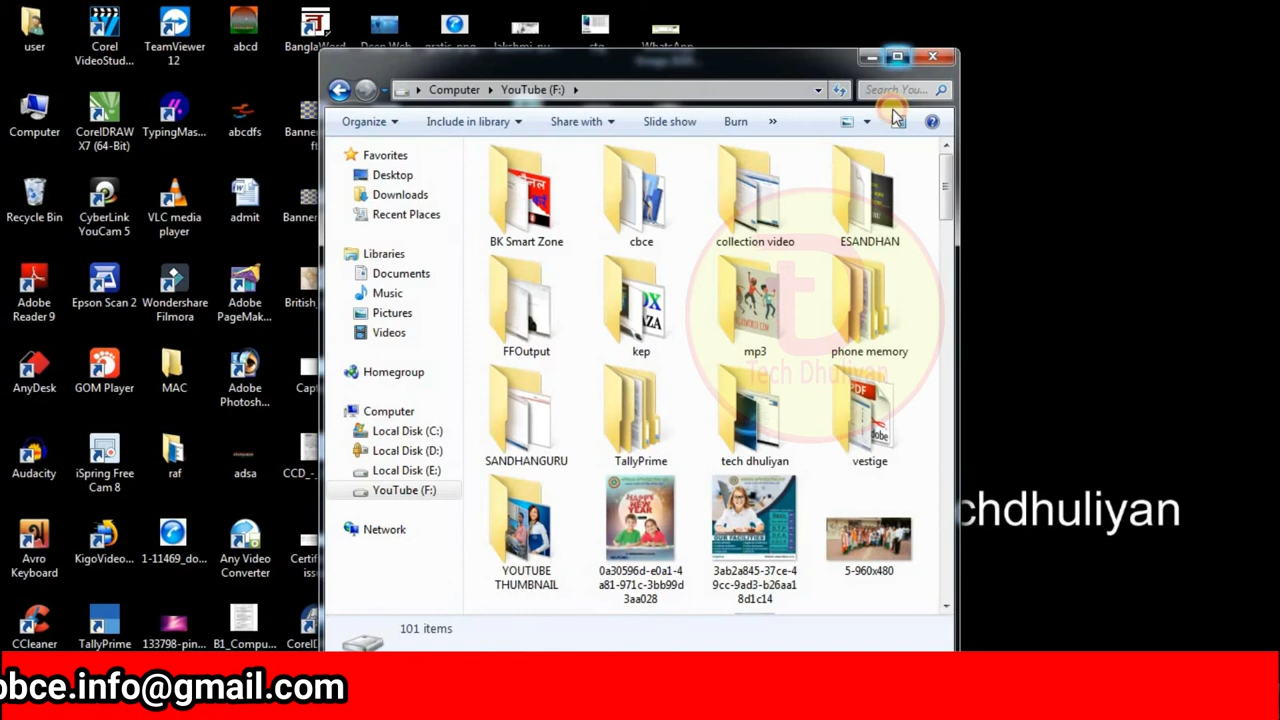 user
Corel VideoStud...
TeamViewer 12
abcd
BanglaWord
Computer
CorelDRAW X7 (64-Bit)
TypingMas...
abcdfs
Recycle Bin
CyberLink YouCam 5
VLC media player
admit
Adobe Reader 9
Epson Scan 2
Wondershare Filmora
Adobe PageMak...
AnyDesk
GOM Player
MAC
Adobe Photosh...
Audacity
iSpring Free Cam 8
raf
adsa
Avro Keyboard
KigoVideo...
1-11469_do...
Any Video Converter
CCleaner
TallyPrime
133798-pin...
B1_Compu...
Computer
YouTube (F:)
Search You...
Organize
Include in library
Share with
Slide show
Burn
»
Favorites
Desktop
Downloads
Recent Places
Libraries
Documents
Music
Pictures
Videos
Homegroup
Computer
Local Disk (C:)
Local Disk (D:)
Local Disk (E:)
YouTube (F:)
Network
BK Smart Zone
cbce
collection video
ESANDHAN
FFOutput
kep
mp3
phone memory
SANDHANGURU
TallyPrime
tech dhuliyan
vestige
YOUTUBE THUMBNAIL
0a30596d-e0a1-4
a81-971c-3bb99d
3aa028
3ab2a845-37ce-4
9cc-9ad3-b26aa1
8d1c14
5-960x480
101 items
Tech Dhuliyan
chdhuliyan
bce.info@gmail.com